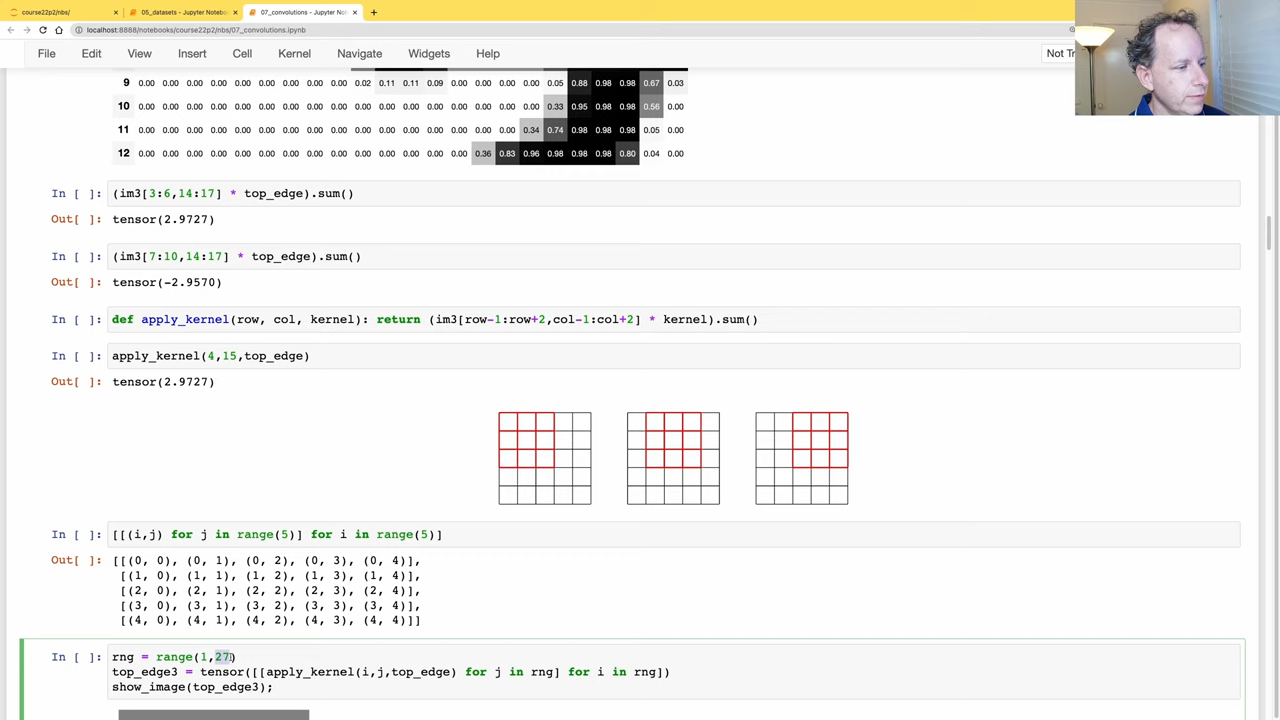 05_datasets - Jupyter Notebo
07_convolutions - Jupyter No
course22p2/nbs/
localhost:8888/notebooks/course22p2/nbs/07_convolutions.ipynb
File Edit View Insert Cell Kernel Navigate Widgets Help Not Tr
9 0.00 0.00 0.00 0.00 0.00 0.00 0.00 0.00 0.00 0.00 0.02 0.11 0.11 0.09 0.00 0.00 0.00 0.05 0.88 0.98 0.98 0.67 0.03
10 0.00 0.00 0.00 0.00 0.00 0.00 0.00 0.00 0.00 0.00 0.00 0.00 0.00 0.00 0.00 0.00 0.00 0.33 0.95 0.98 0.98 0.56 0.00
11 0.00 0.00 0.00 0.00 0.00 0.00 0.00 0.00 0.00 0.00 0.00 0.00 0.00 0.00 0.00 0.00 0.34 0.74 0.98 0.98 0.98 0.05 0.00
12 0.00 0.00 0.00 0.00 0.00 0.00 0.00 0.00 0.00 0.00 0.00 0.00 0.00 0.00 0.36 0.83 0.96 0.98 0.98 0.98 0.80 0.04 0.00
In [ ]: (im3[3:6,14:17] * top_edge).sum()
Out[ ]: tensor(2.9727)
In [ ]: (im3[7:10,14:17] * top_edge).sum()
Out[ ]: tensor(-2.9570)
In [ ]: def apply_kernel(row, col, kernel): return (im3[row-1:row+2,col-1:col+2] * kernel).sum()
In [ ]: apply_kernel(4,15,top_edge)
Out[ ]: tensor(2.9727)
In [ ]: [[(i,j) for j in range(5)] for i in range(5)]
Out[ ]: [[(0, 0), (0, 1), (0, 2), (0, 3), (0, 4)],
[(1, 0), (1, 1), (1, 2), (1, 3), (1, 4)],
[(2, 0), (2, 1), (2, 2), (2, 3), (2, 4)],
[(3, 0), (3, 1), (3, 2), (3, 3), (3, 4)],
[(4, 0), (4, 1), (4, 2), (4, 3), (4, 4)]]
In [ ]: rng = range(1,27)
top_edge3 = tensor([[apply_kernel(i,j,top_edge) for j in rng] for i in rng])
show_image(top_edge3);